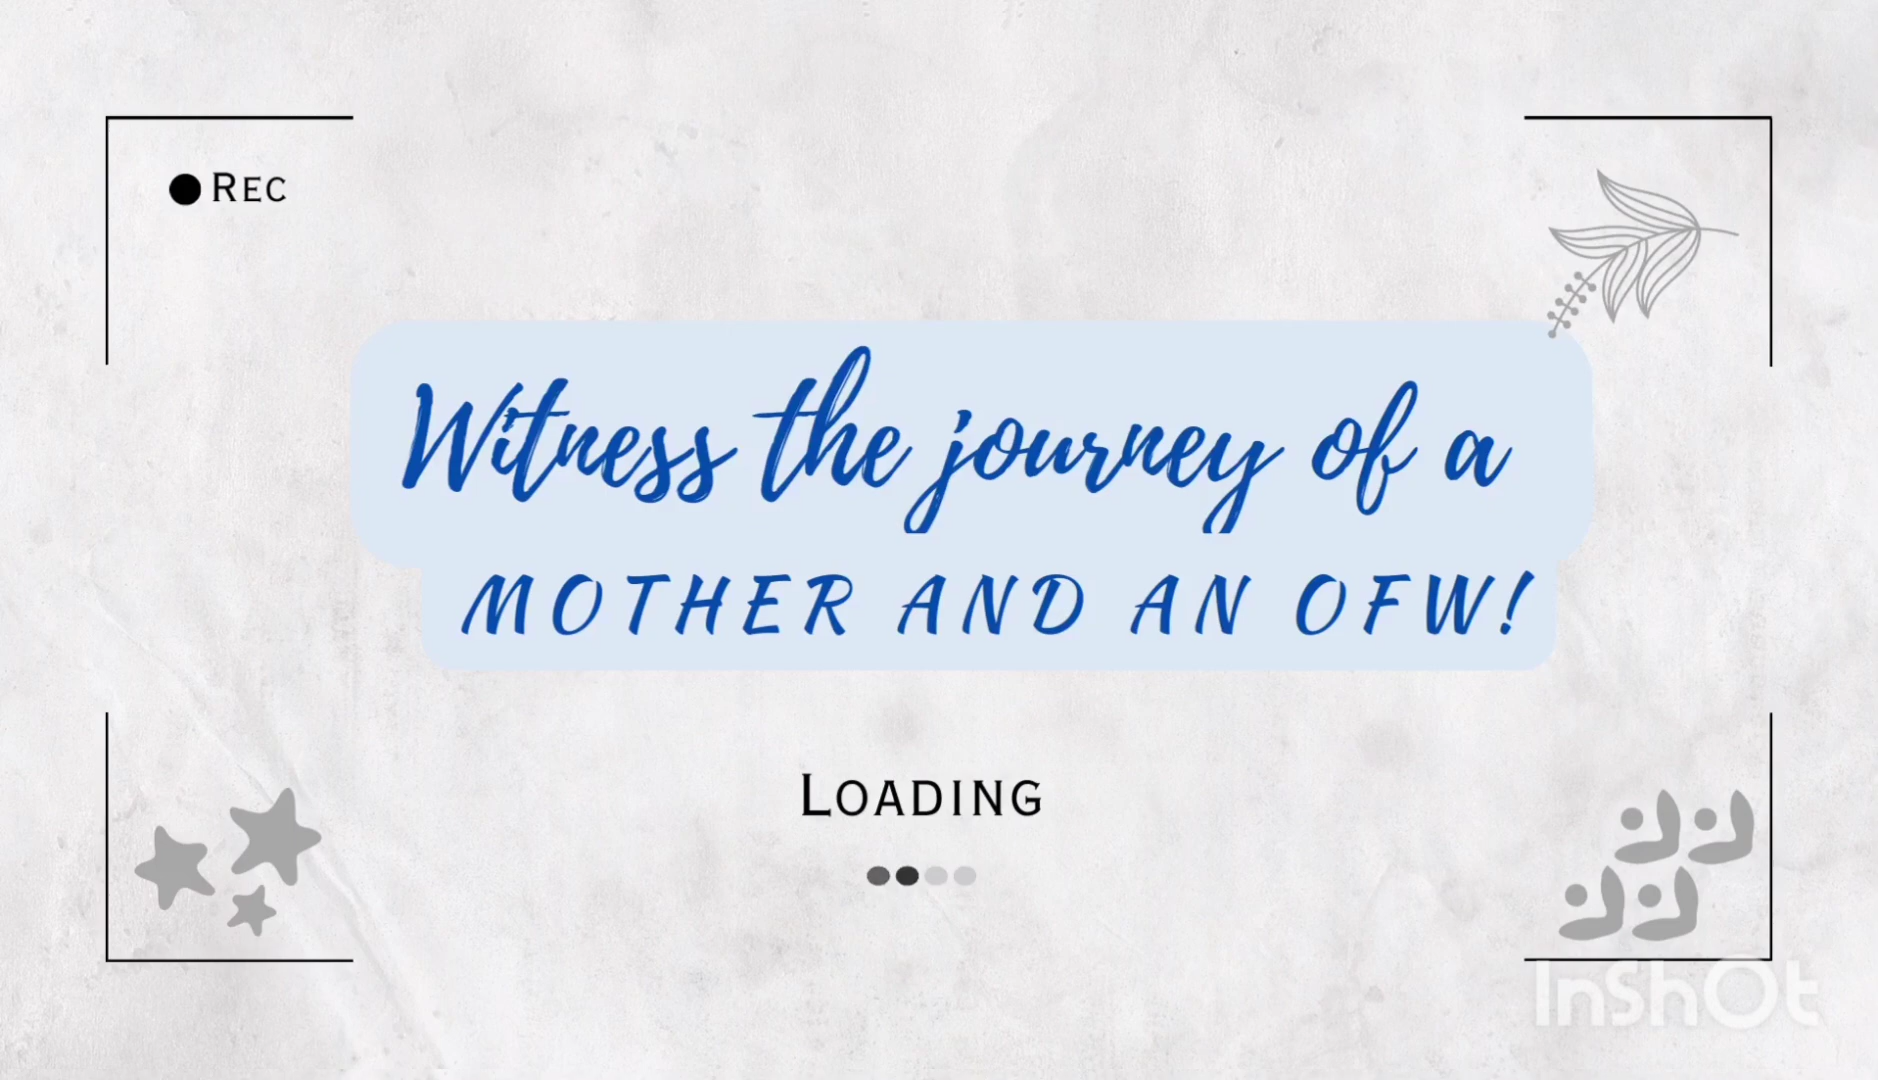 REC
Witness the journey of a
MOTHER AND AN OFW!
LOADING
InShOt